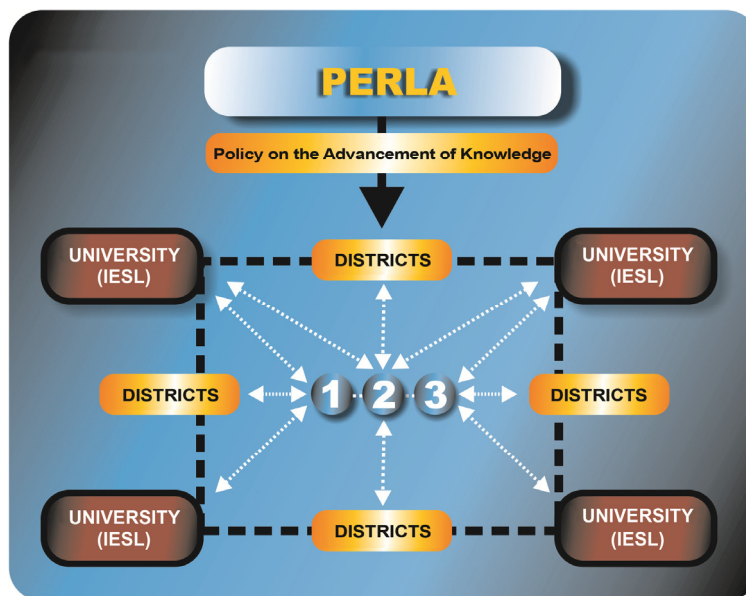 PERLA
Policy on the Advancement of Knowledge
UNIVERSITY
(IESL)
DISTRICTS
UNIVERSITY
(IESL)
DISTRICTS
1 2 3
DISTRICTS
UNIVERSITY
(IESL)
DISTRICTS
UNIVERSITY
(IESL)